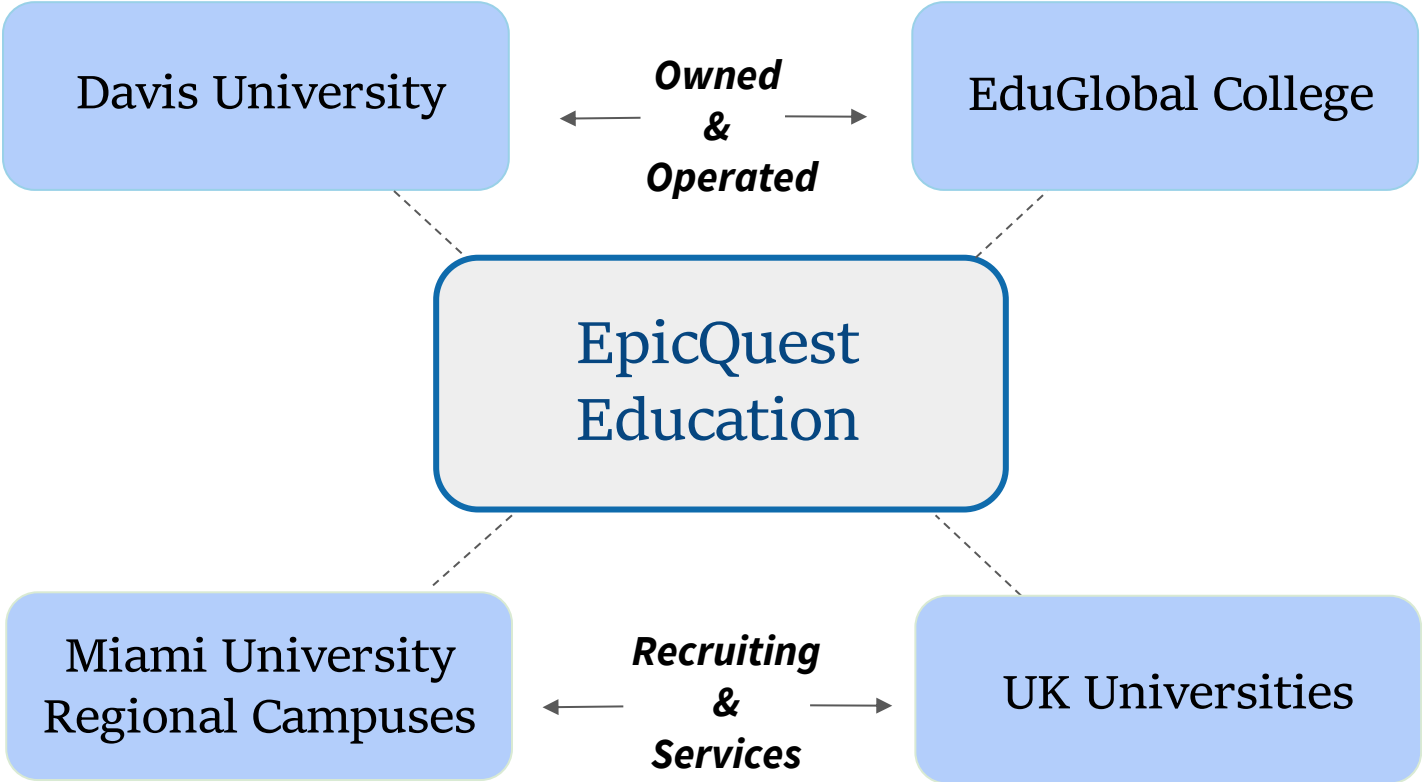 Davis University
Owned
&
Operated
EduGlobal College
EpicQuest
Education
Miami University
Regional Campuses
Recruiting
&
Services
UK Universities